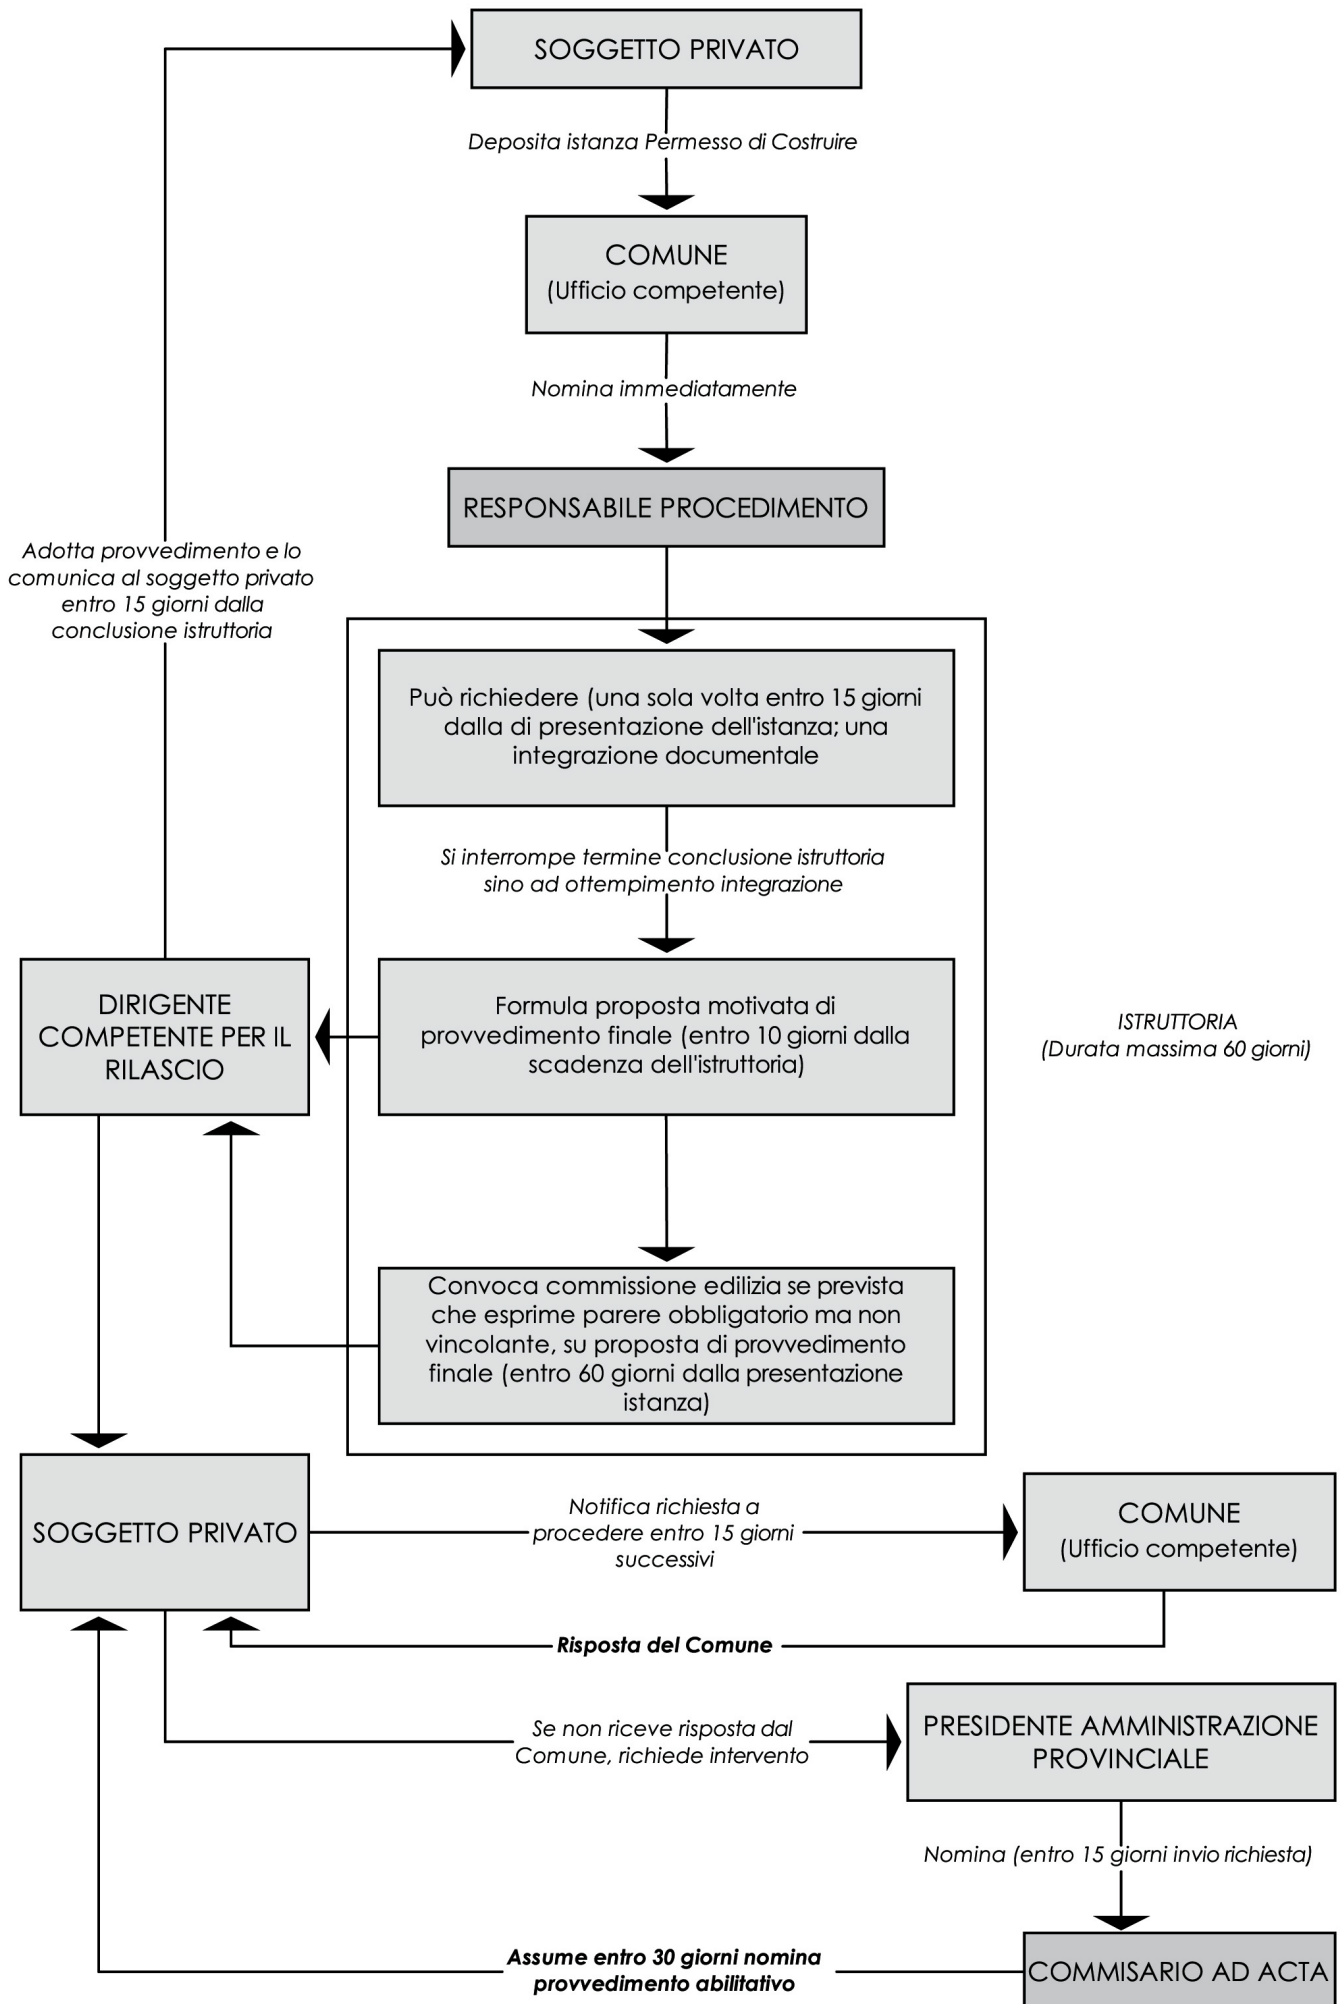 SOGGETTO PRIVATO
Deposita istanza Permesso di Costruire
COMUNE
(Ufficio competente)
Nomina immediatamente
RESPONSABILE PROCEDIMENTO
Adotta provvedimento e lo
comunica al soggetto privato
entro 15 giorni dalla
conclusione istruttoria
Può richiedere (una sola volta entro 15 giorni
dalla di presentazione dell'istanza; una
integrazione documentale
Si interrompe termine conclusione istruttoria
sino ad ottempimento integrazione
DIRIGENTE
COMPETENTE PER IL
RILASCIO
Formula proposta motivata di
provvedimento finale (entro 10 giorni dalla
scadenza dell'istruttoria)
ISTRUTTORIA
(Durata massima 60 giorni)
Convoca commissione edilizia se prevista
che esprime parere obbligatorio ma non
vincolante, su proposta di provvedimento
finale (entro 60 giorni dalla presentazione
istanza)
SOGGETTO PRIVATO
Notifica richiesta a
procedere entro 15 giorni
successivi
COMUNE
(Ufficio competente)
Risposta del Comune
Se non riceve risposta dal
Comune, richiede intervento
PRESIDENTE AMMINISTRAZIONE
PROVINCIALE
Nomina (entro 15 giorni invio richiesta)
Assume entro 30 giorni nomina
provvedimento abilitativo
COMMISARIO AD ACTA